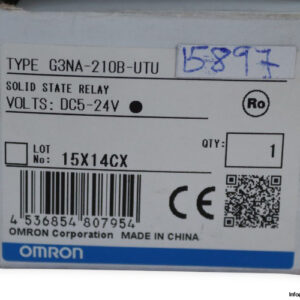 TYPE G3NA-210B-UTU 15897
SOLID STATE RELAY
VOLTS: DC5-24V
Ro
LOT
No: 15X14CX
QTY: 1
CE
4 536854 807954
OMRON Corporation MADE IN CHINA
OMRON